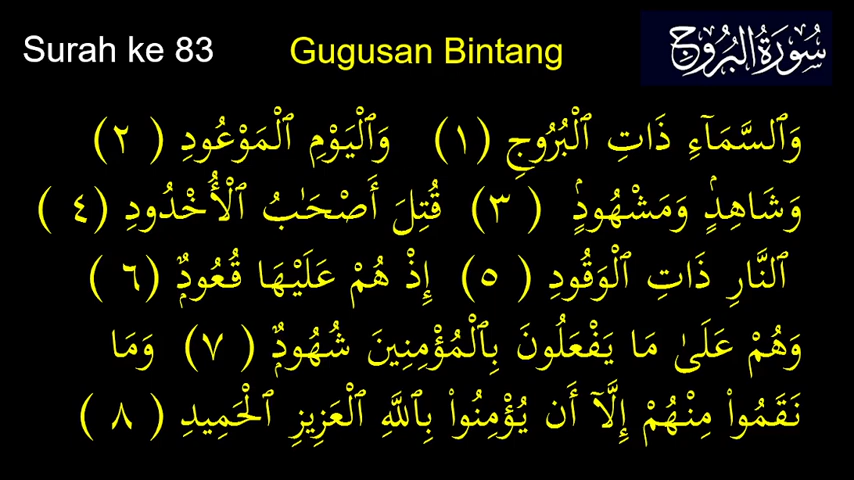 Surah ke 83
Gugusan Bintang
سُورَةُ البُرُوجِ
وَٱلسَّمَآءِ ذَاتِ ٱلْبُرُوجِ (١) وَٱلْيَوْمِ ٱلْمَوْعُودِ (٢)
وَشَاهِدٍۢ وَمَشْهُودٍۢ (٣) قُتِلَ أَصْحَـٰبُ ٱلْأُخْدُودِ (٤)
ٱلنَّارِ ذَاتِ ٱلْوَقُودِ (٥) إِذْ هُمْ عَلَيْهَا قُعُودٌۭ (٦)
وَهُمْ عَلَىٰ مَا يَفْعَلُونَ بِٱلْمُؤْمِنِينَ شُهُودٌۭ (٧) وَمَا
نَقَمُوا۟ مِنْهُمْ إِلَّآ أَن يُؤْمِنُوا۟ بِٱللَّهِ ٱلْعَزِيزِ ٱلْحَمِيدِ (٨)